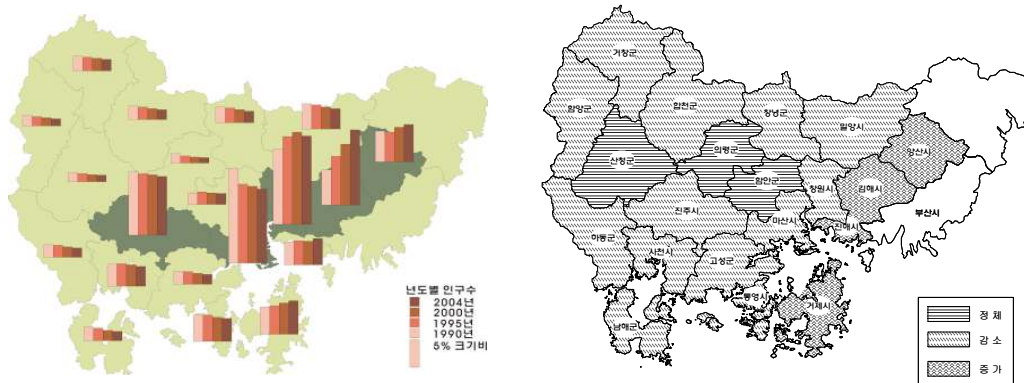 년도별 인구수
2004년
2000년
1995년
1990년
5% 크기비
거창군
함양군
합천군
창녕군
밀양시
산청군
의령군
양산시
함안군
창원시
김해시
진주시
마산시
부산시
하동군
진해시
사천시
고성군
통영시
거제시
남해군
정 체
감 소
증 가